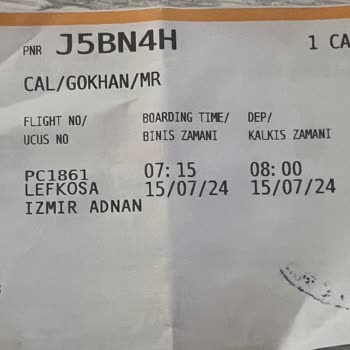 PNR J5BN4H 1 CA
CAL/GOKHAN/MR
FLIGHT NO/ BOARDING TIME/ DEP/
UCUS NO BINIS ZAMANI KALKIS ZAMANI
PC1861 07:15 08:00
LEFKOSA 15/07/24 15/07/24
IZMIR ADNAN